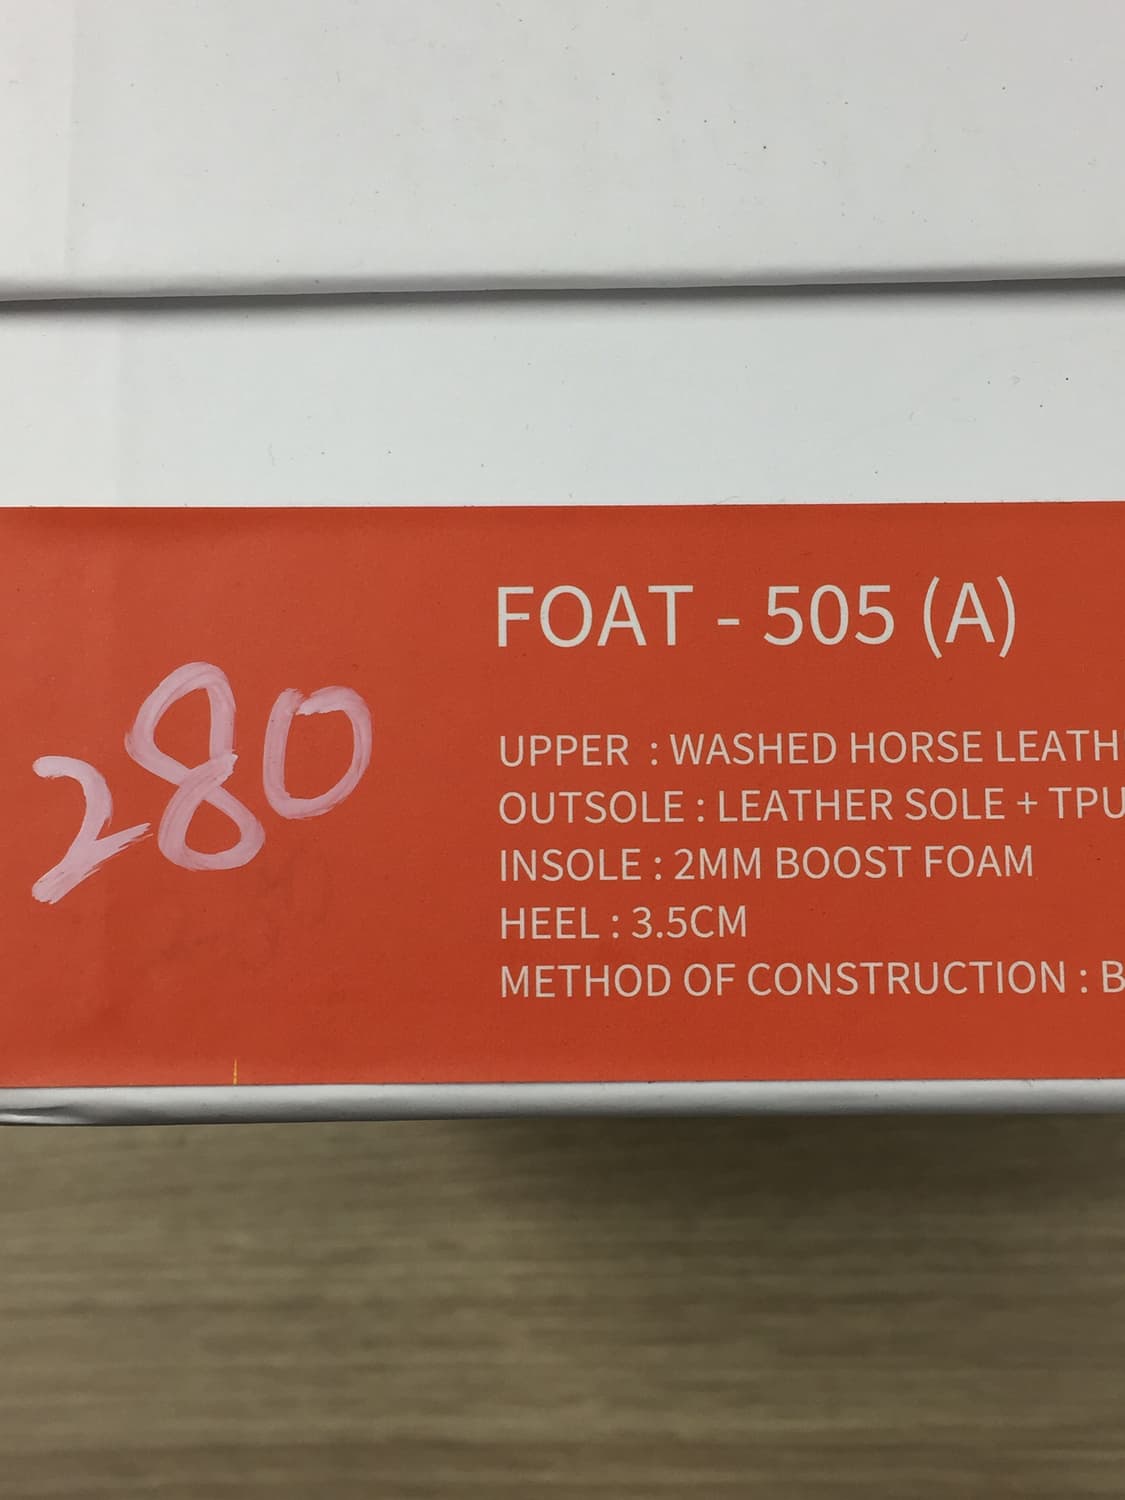 280
FOAT - 505 (A)
UPPER : WASHED HORSE LEATH
OUTSOLE : LEATHER SOLE + TPU
INSOLE : 2MM BOOST FOAM
HEEL : 3.5CM
METHOD OF CONSTRUCTION : B